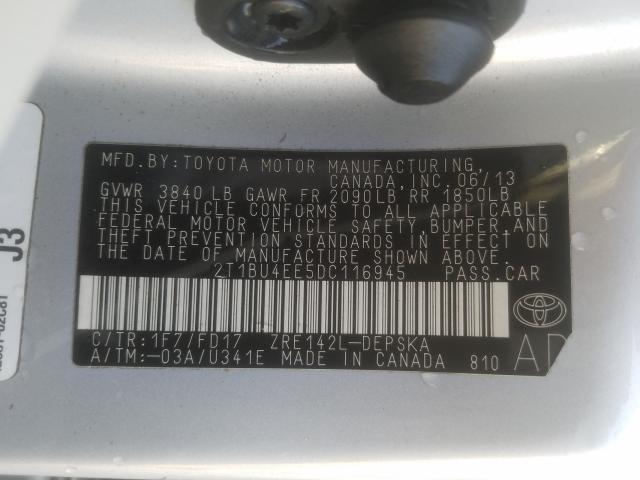 MFD.BY:TOYOTA MOTOR MANUFACTURING,
CANADA,INC. 06/13
GVWR 3840LB GAWR FR 2090LB RR 1850LB
THIS VEHICLE CONFORMS TO ALL APPLICABLE
FEDERAL MOTOR VEHICLE SAFETY,BUMPER,AND
THEFT PREVENTION STANDARDS IN EFFECT ON
THE DATE OF MANUFACTURE SHOWN ABOVE.
2T1BU4EE5DC116945 PASS.CAR
C/TR:1F7/FD17 ZRE142L-DEPSKA
A/TM:-03A/U341E MADE IN CANADA 810
AD
J3